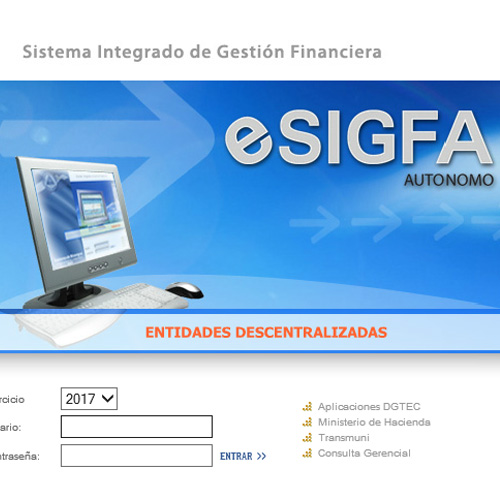 Sistema Integrado de Gestión Financiera
eSIGFA
AUTONOMO
ENTIDADES DESCENTRALIZADAS
rcicio
2017
ario:
ntraseña:
ENTRAR >>
Aplicaciones DGTEC
Ministerio de Hacienda
Transmuni
Consulta Gerencial